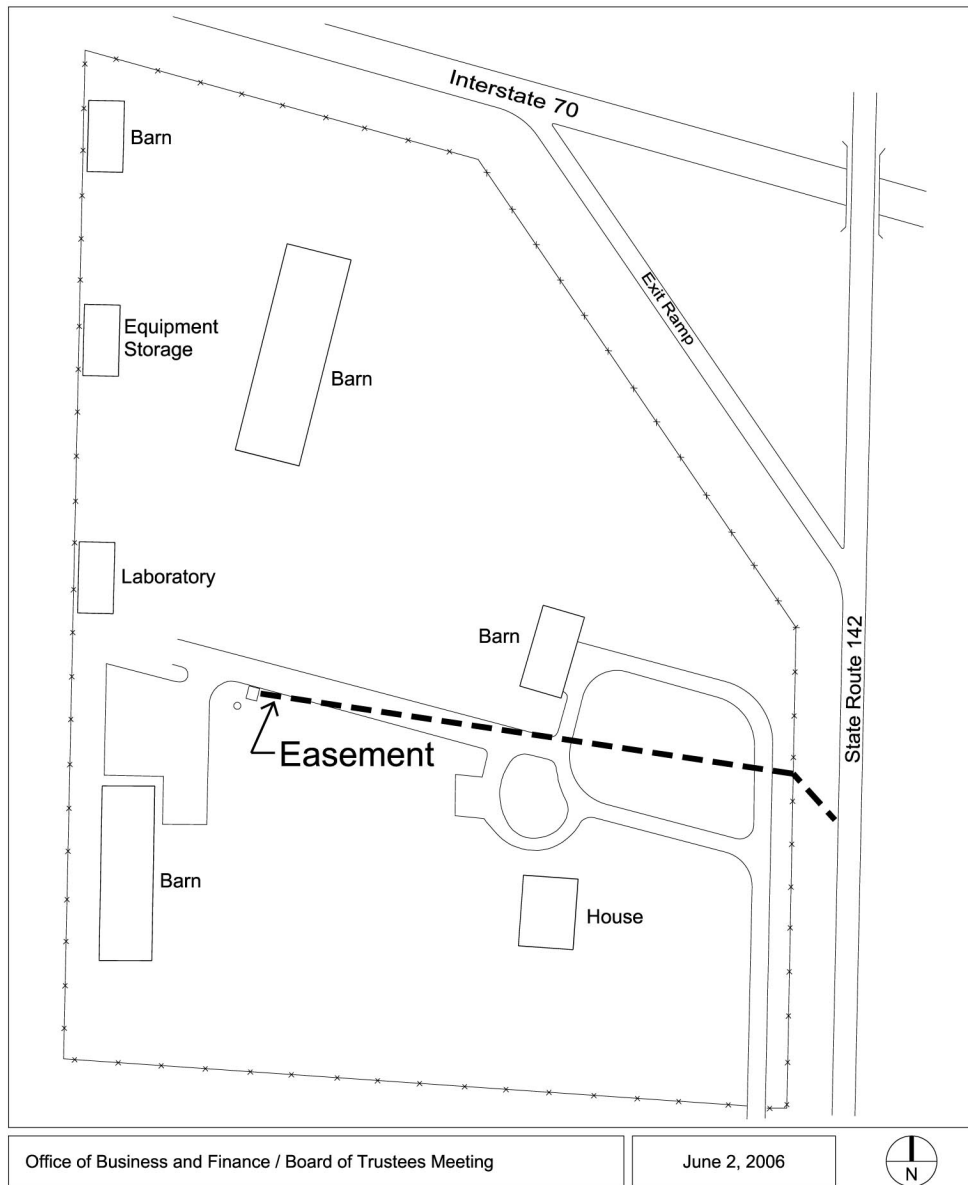 Interstate 70
Barn
Equipment
Storage
Barn
Exit Ramp
Laboratory
Barn
State Route 142
Easement
Barn
House
Office of Business and Finance / Board of Trustees Meeting
June 2, 2006
N